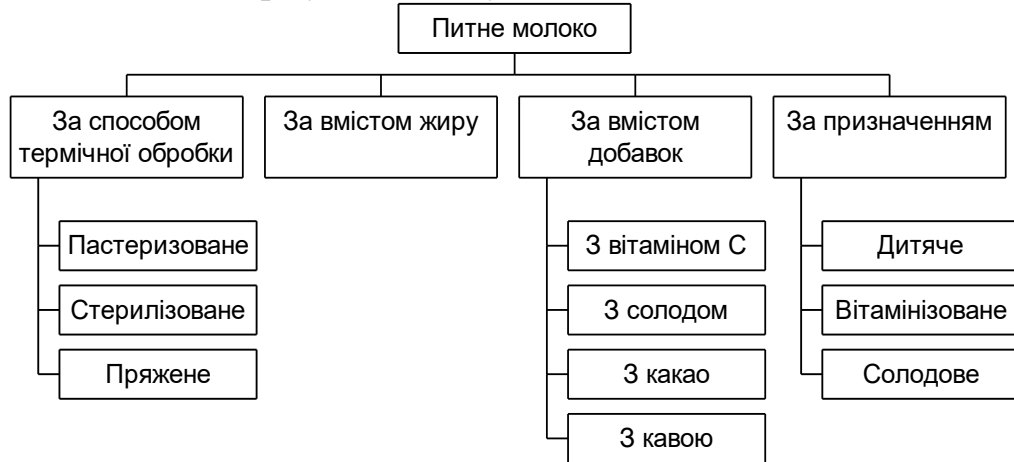 Питне молоко
За способом
термічної обробки
За вмістом жиру
За вмістом
добавок
За призначенням
Пастеризоване
Стерилізоване
Пряжене
З вітаміном С
З солодом
З какао
З кавою
Дитяче
Вітамінізоване
Солодове